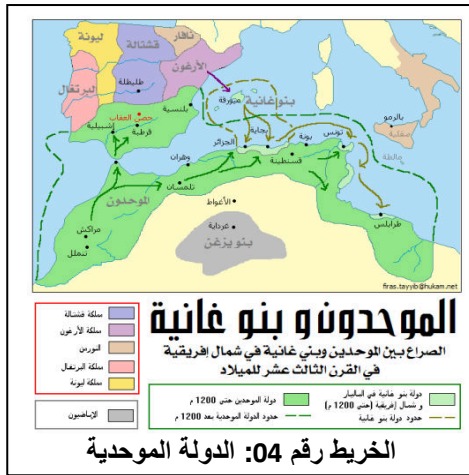 ليونة
قشتالة
نافار
الأرغون
البرتغال
طليطلة
حصن العقاب
بلنسية
قرطبة
إشبيلية
ميورقة
بنو غانية
بالرمو
صقلية
مالطة
تونس
بونة
بجاية
الجزائر
قسنطينة
وهران
تلمسان
الموحدون
مراكش
تنملل
الأغواط
غرداية
بنو يزغن
طرابلس
firas.tayyib@hukam.net
الموحدون و بنو غانية
الصراع بين الموحدين وبني غانية في شمال إفريقية
في القرن الثالث عشر للميلاد
مملكة قشتالة
مملكة الأرغون
مملكة البرتغال
مملكة ليونة
الإباضيون
دولة بنو غانية في الباليار
و شمال إفريقية (حتى 1200 م)
حدود دولة بنو غانية
دولة الموحدين حتى 1200 م
حدود الدولة الموحدية بعد 1200 م
الخريط رقم 04: الدولة الموحدية